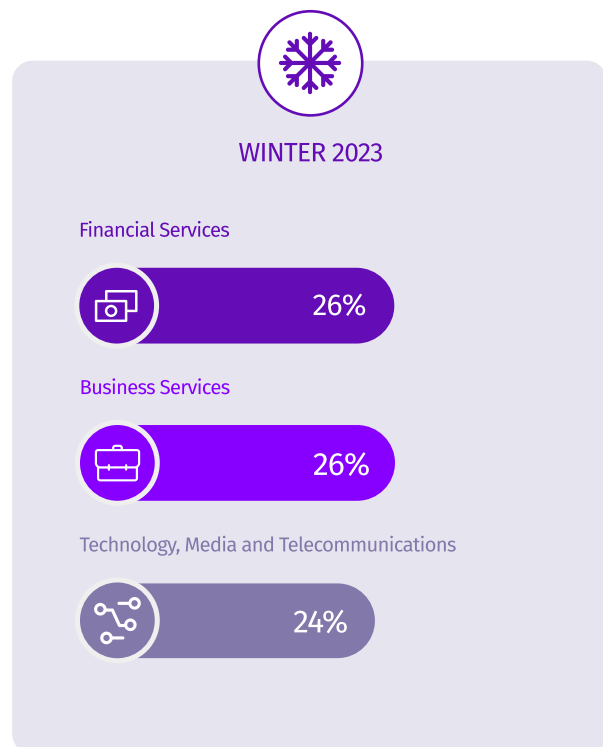 WINTER 2023
Financial Services
26%
Business Services
26%
Technology, Media and Telecommunications
24%